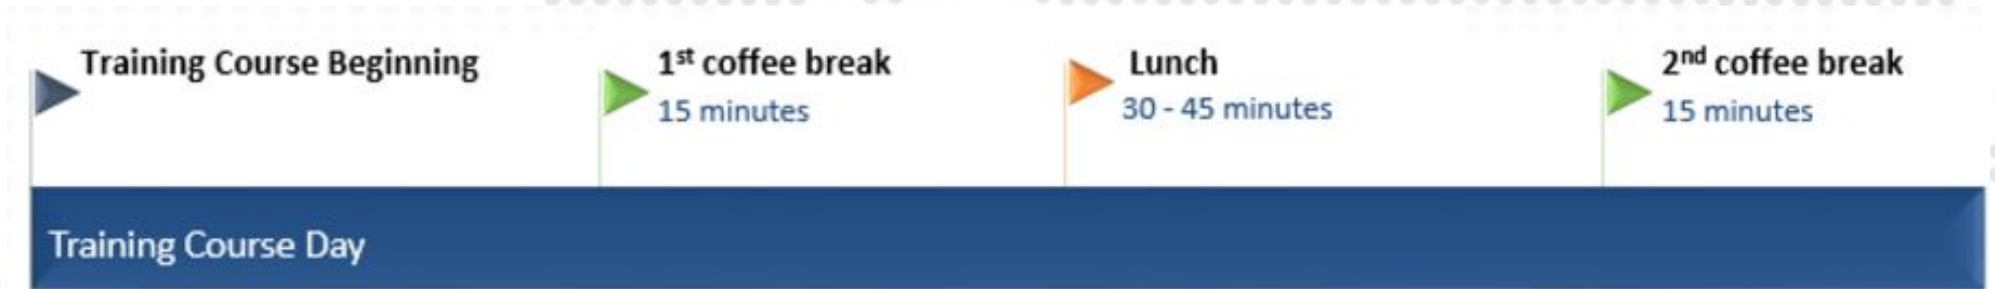 Training Course Beginning
1st coffee break
15 minutes
Lunch
30 - 45 minutes
2nd coffee break
15 minutes
Training Course Day